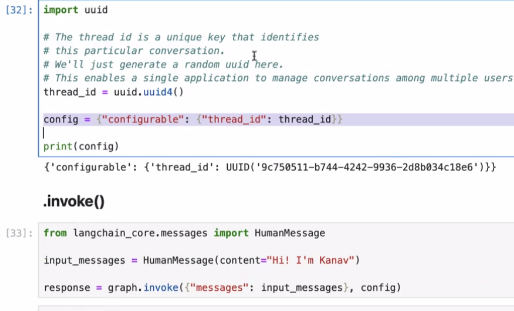 [32]: import uuid
# The thread id is a unique key that identifies
# this particular conversation.
# We'll just generate a random uuid here.
# This enables a single application to manage conversations among multiple users
thread_id = uuid.uuid4()
config = {"configurable": {"thread_id": thread_id}}
print(config)
{'configurable': {'thread_id': UUID('9c750511-b744-4242-9936-2d8b034c18e6')}}
.invoke()
[33]: from langchain_core.messages import HumanMessage
input_messages = HumanMessage(content="Hi! I'm Kanav")
response = graph.invoke({"messages": input_messages}, config)